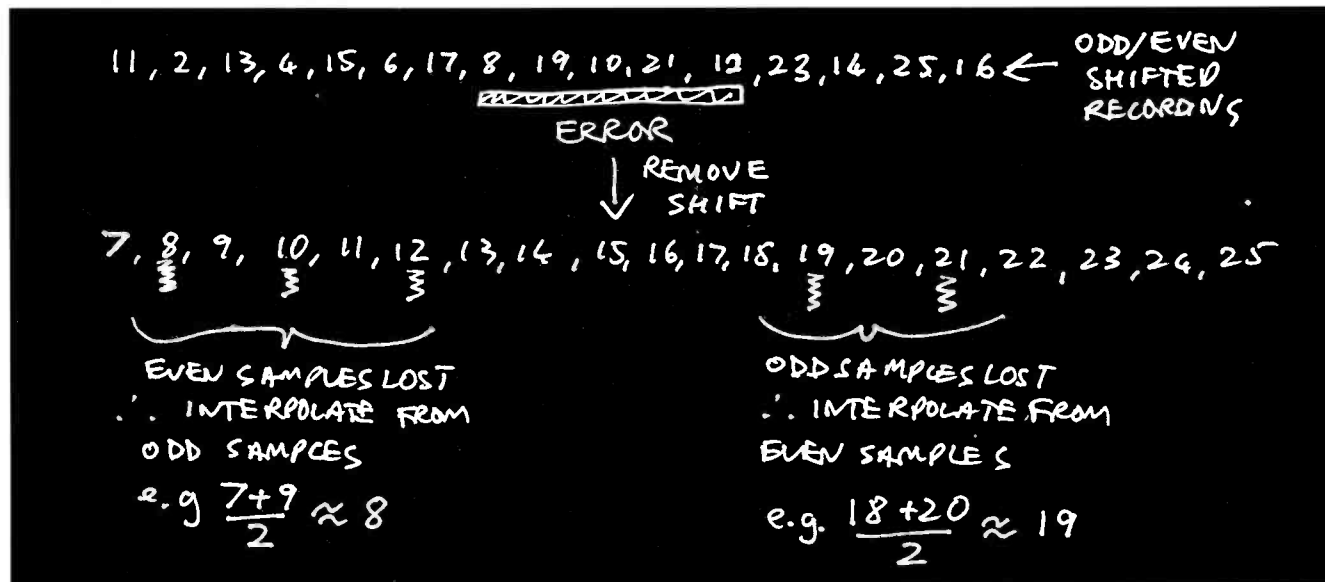 11, 2, 13, 4, 15, 6, 17, 8, 19, 10, 21, 12, 23, 14, 25, 16 ← ODD/EVEN
SHIFTED
RECORDING
ERROR
↓ REMOVE
SHIFT
7, 8, 9, 10, 11, 12, 13, 14, 15, 16, 17, 18, 19, 20, 21, 22, 23, 24, 25
EVEN SAMPLES LOST
∴ INTERPOLATE FROM
ODD SAMPLES
e.g 7+9/2 ≈ 8
ODD SAMPLES LOST
∴ INTERPOLATE FROM
EVEN SAMPLES
e.g. 18+20/2 ≈ 19